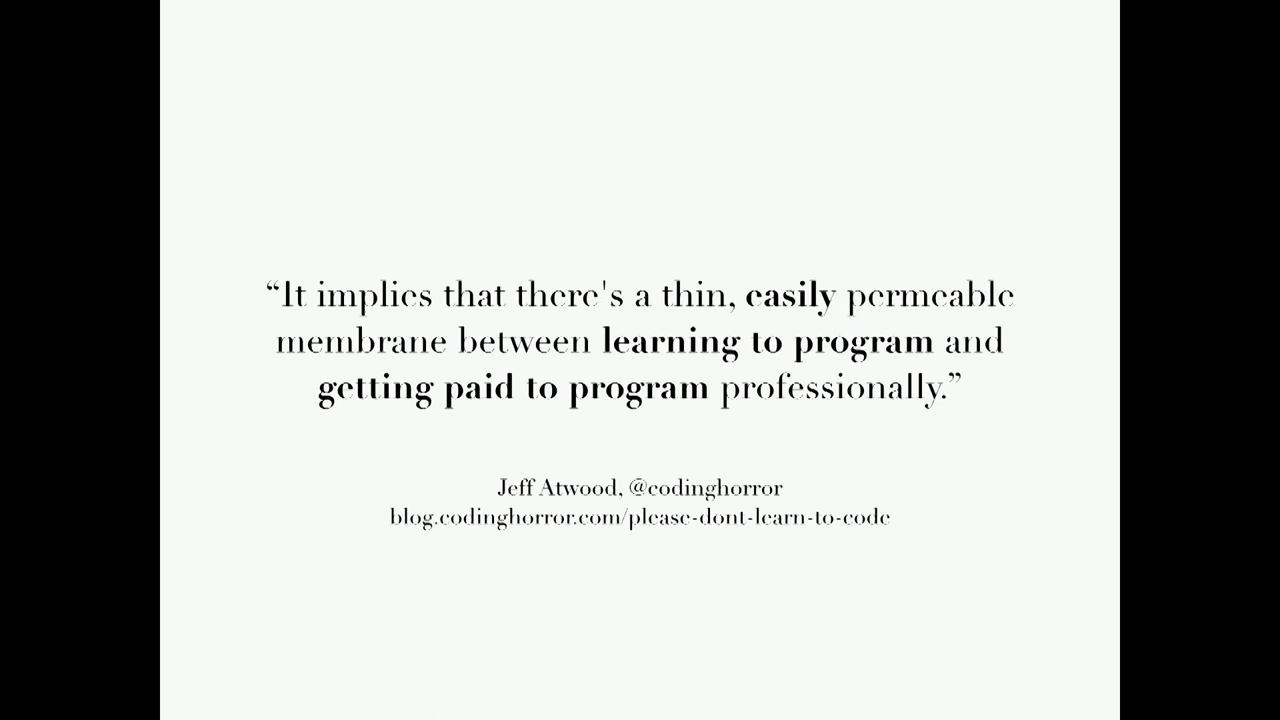 “It implies that there's a thin, easily permeable
membrane between learning to program and
getting paid to program professionally.”
Jeff Atwood, @codinghorror
blog.codinghorror.com/please-dont-learn-to-code